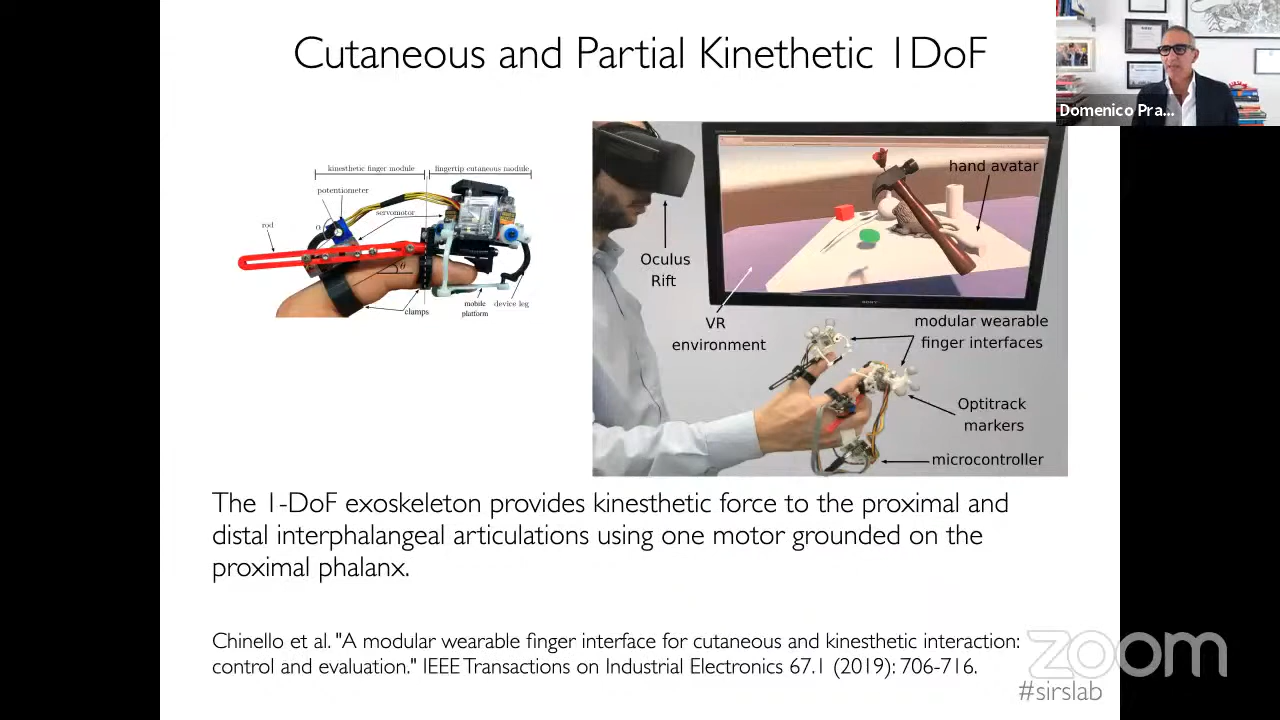 Cutaneous and Partial Kinethetic 1DoF
Domenico Pra...
kinesthetic finger module
fingertip cutaneous module
potentiometer
servomotor
rod
α
θ
clamps
mobile
platform
device leg
hand avatar
Oculus
Rift
VR
environment
SONY
modular wearable
finger interfaces
Optitrack
markers
microcontroller
The 1-DoF exoskeleton provides kinesthetic force to the proximal and
distal interphalangeal articulations using one motor grounded on the
proximal phalanx.
Chinello et al. "A modular wearable finger interface for cutaneous and kinesthetic interaction:
control and evaluation." IEEE Transactions on Industrial Electronics 67.1 (2019): 706-716.
zoom
#sirslab